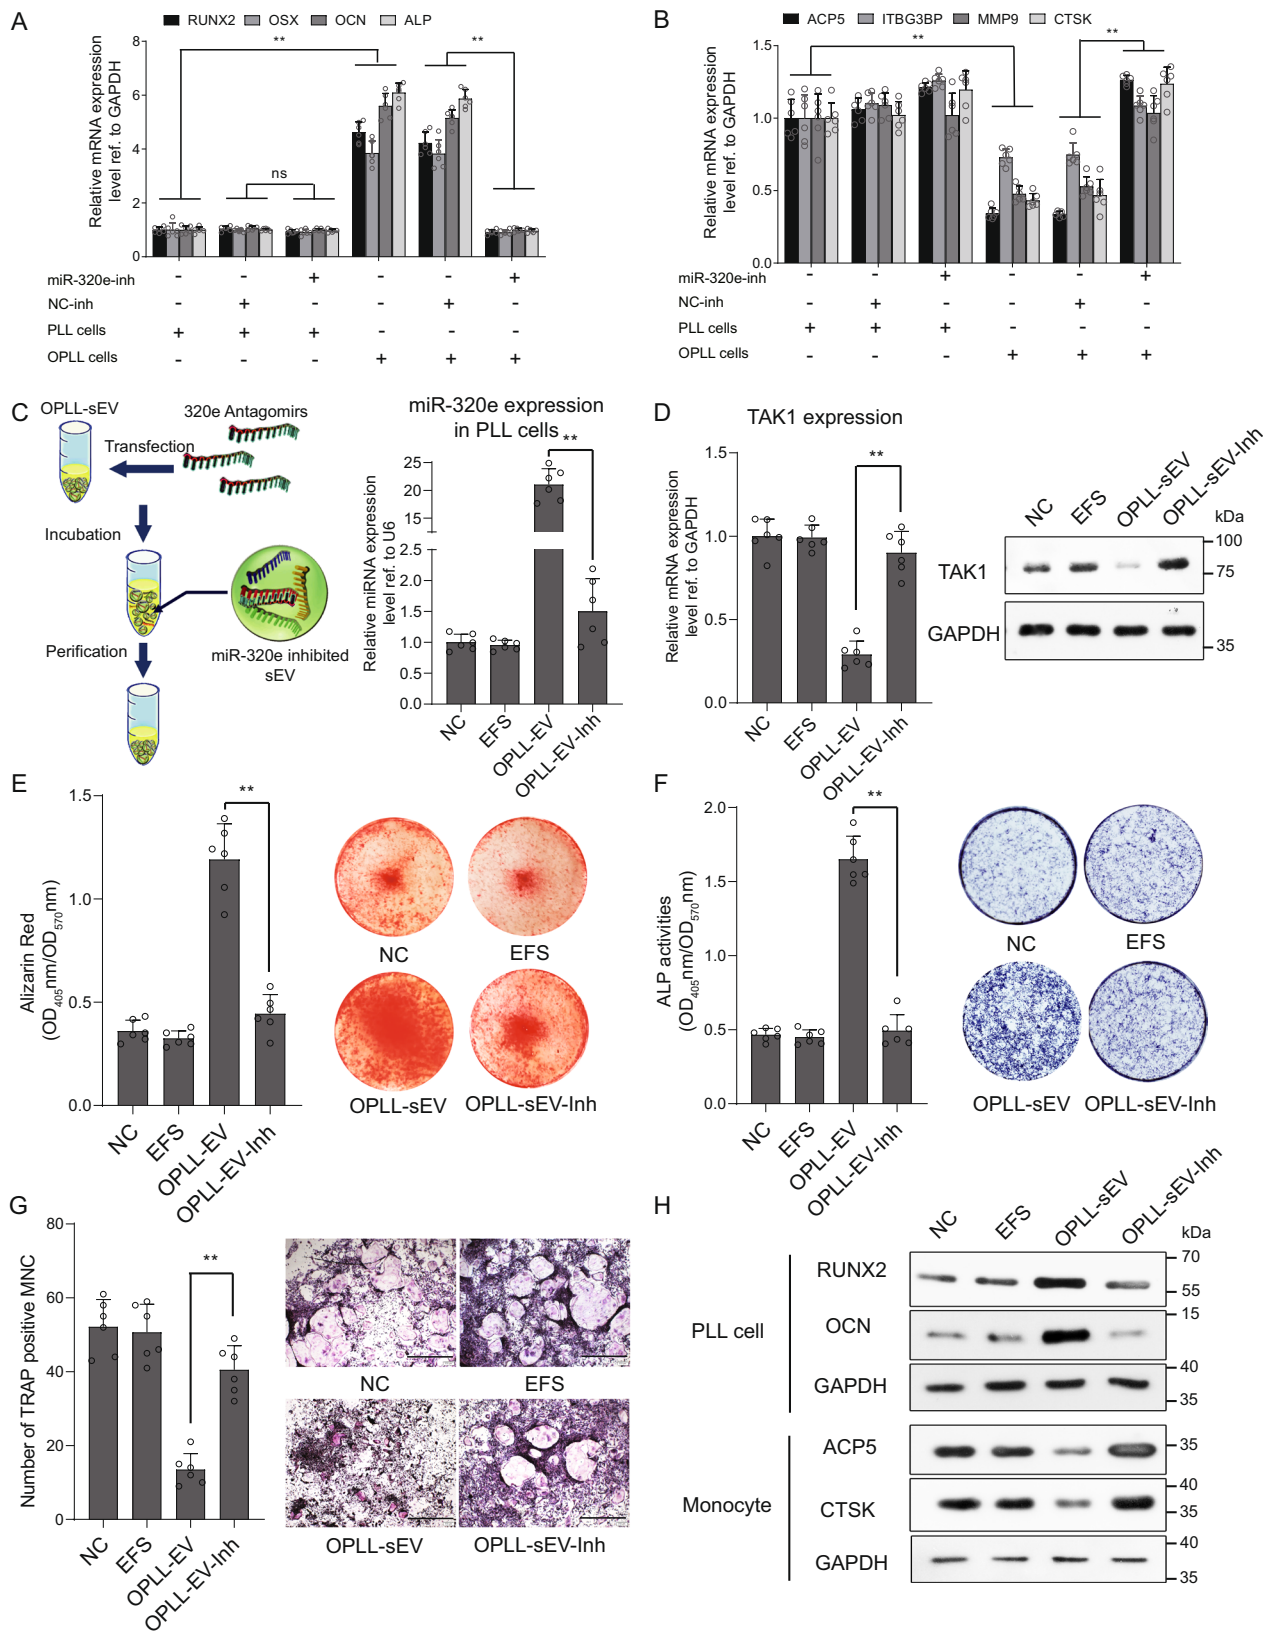 A
RUNX2 OSX OCN ALP
Relative mRNA expression
level ref. to GAPDH
8
6
4
2
0
**
**
ns
miR-320e-inh - - + - - +
NC-inh - + - - + -
PLL cells + + + - - -
OPLL cells - - - + + +
B
ACP5 ITBG3BP MMP9 CTSK
Relative mRNA expression
level ref. to GAPDH
1.5
1.0
0.5
0.0
**
**
miR-320e-inh - - + - - +
NC-inh - + - - + -
PLL cells + + + - - -
OPLL cells - - - + + +
C
OPLL-sEV
320e Antagomirs
Transfection
Incubation
Perification
miR-320e inhibited
sEV
miR-320e expression
in PLL cells
**
Relative miRNA expression
level ref. to U6
25
20
15
2.5
2.0
1.5
1.0
0.5
0.0
NC
EFS
OPLL-EV
OPLL-EV-Inh
D
TAK1 expression
**
Relative mRNA expression
level ref. to GAPDH
1.5
1.0
0.5
0.0
NC
EFS
OPLL-EV
OPLL-EV-Inh
NC EFS OPLL-sEV OPLL-sEV-Inh
kDa
TAK1
100
75
GAPDH
35
E
Alizarin Red
(OD405nm/OD570nm)
1.5
1.0
0.5
0.0
**
NC
EFS
OPLL-EV
OPLL-EV-Inh
NC EFS
OPLL-sEV OPLL-sEV-Inh
F
ALP activities
(OD405nm/OD570nm)
2.0
1.5
1.0
0.5
0.0
**
NC
EFS
OPLL-EV
OPLL-EV-Inh
NC EFS
OPLL-sEV OPLL-sEV-Inh
G
Number of TRAP positive MNC
80
60
40
20
0
**
NC
EFS
OPLL-EV
OPLL-EV-Inh
NC EFS
OPLL-sEV OPLL-sEV-Inh
H
NC EFS OPLL-sEV OPLL-sEV-Inh
kDa
PLL cell
RUNX2
70
55
OCN
15
GAPDH
40
35
Monocyte
ACP5
35
CTSK
40
35
GAPDH
40
35